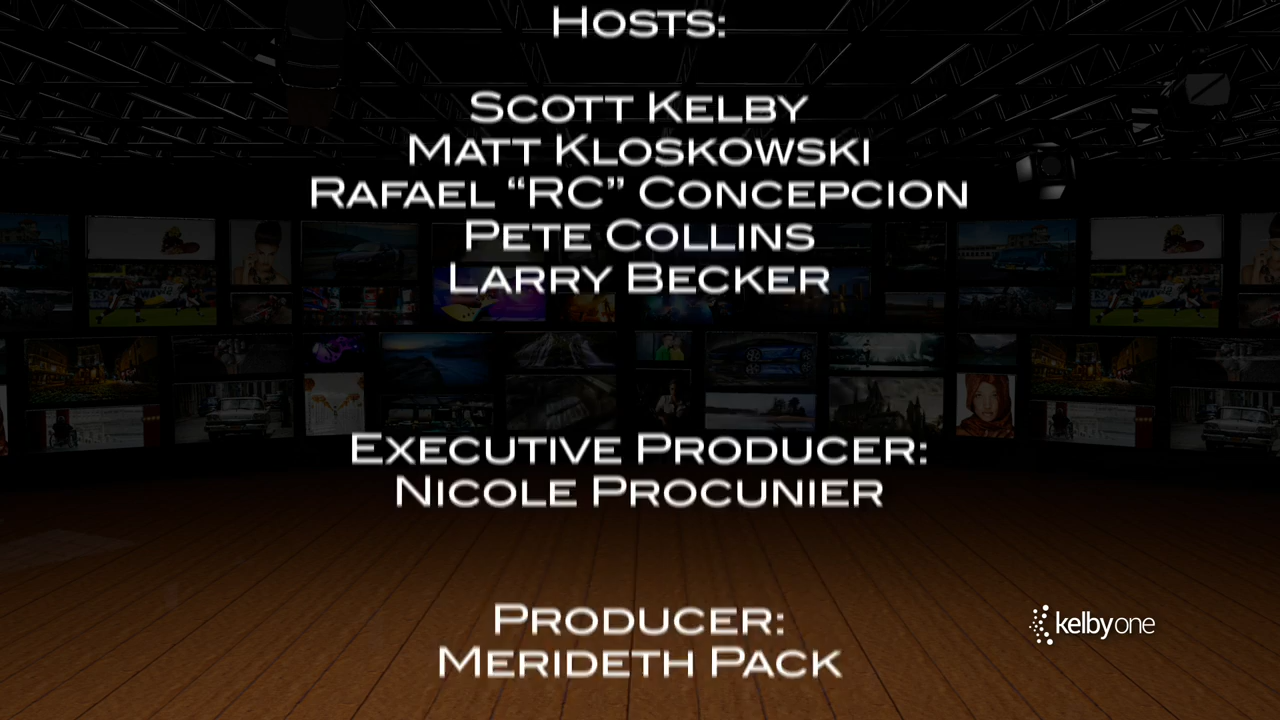 Hosts:
Scott Kelby
Matt Kloskowski
Rafael “RC” Concepcion
Pete Collins
Larry Becker
Executive Producer:
Nicole Procunier
Producer:
Merideth Pack
kelbyone